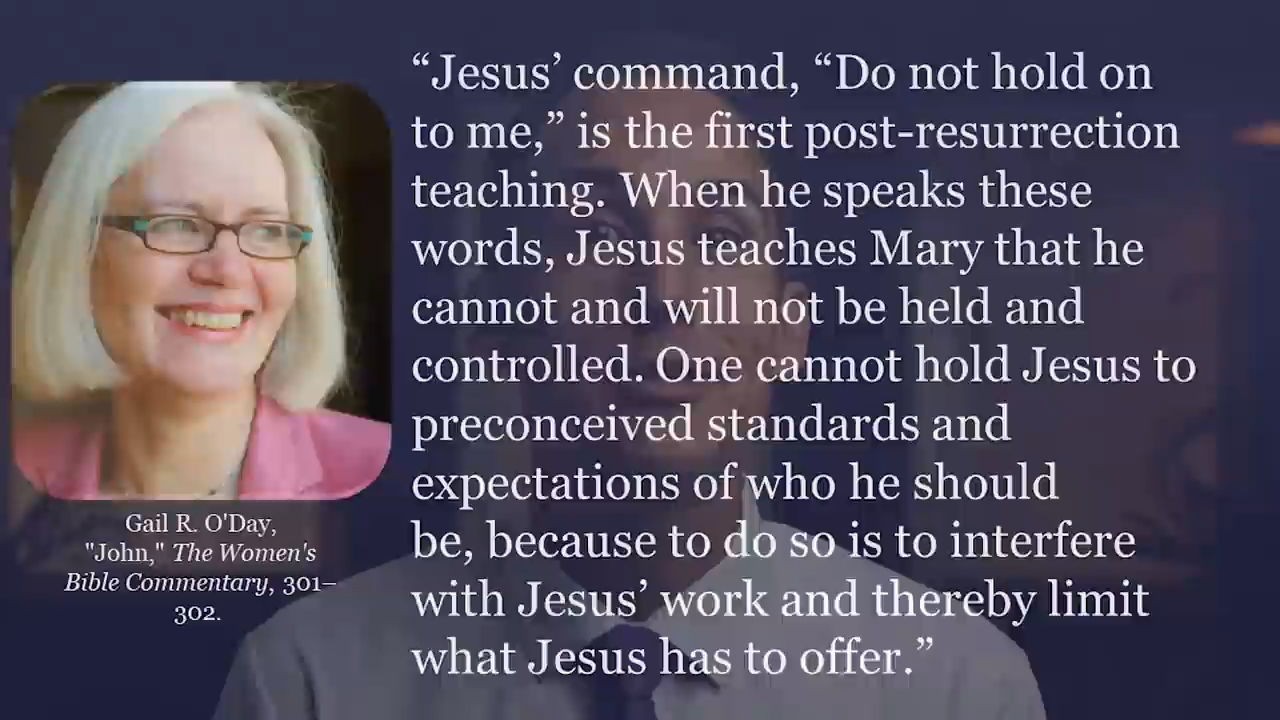 “Jesus’ command, “Do not hold on
to me,” is the first post-resurrection
teaching. When he speaks these
words, Jesus teaches Mary that he
cannot and will not be held and
controlled. One cannot hold Jesus to
preconceived standards and
expectations of who he should
be, because to do so is to interfere
with Jesus’ work and thereby limit
what Jesus has to offer.”
Gail R. O'Day,
"John," The Women's
Bible Commentary, 301–
302.